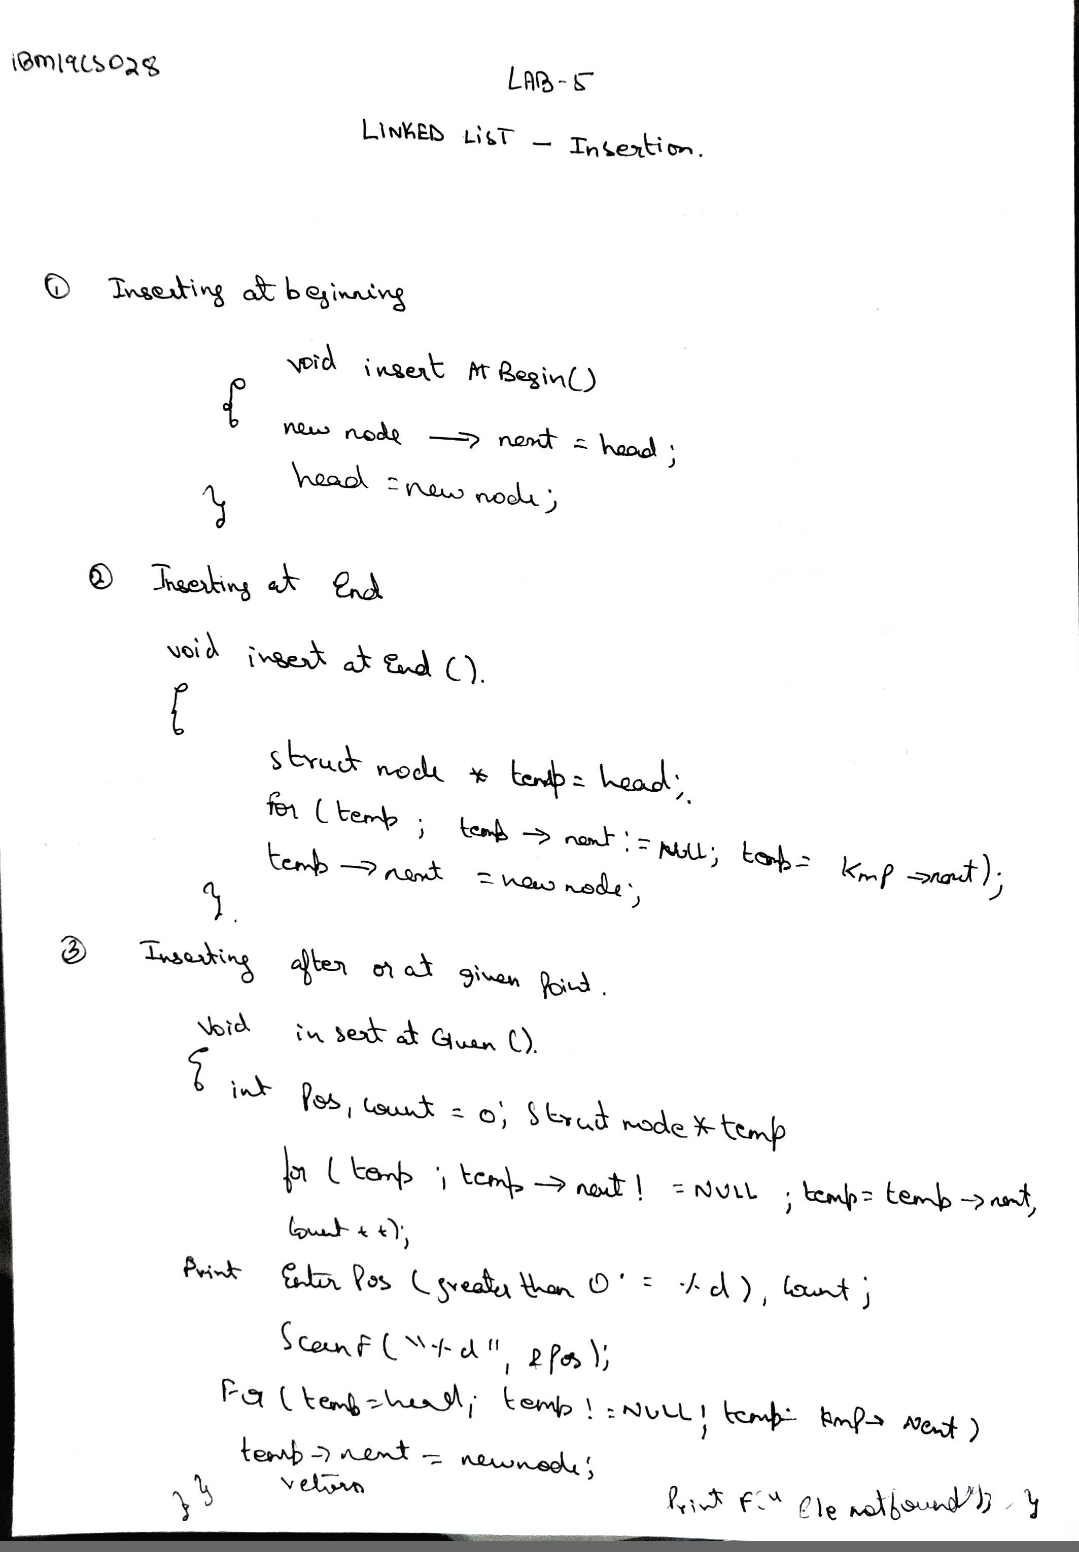 1BM19CS028
LAB-5
LINKED LIST - Insertion.
① Inserting at beginning
void insert At Begin()
{
new node → next = head;
head = new node;
}
② Inserting at End
void insert at End ().
{
struct node * temp = head;
for (temp ; temp → next != NULL; temp = temp → next);
temp → next = new node;
}.
③ Inserting after or at given Point.
Void insert at Given ().
{ int Pos, count = 0; Struct node * temp
for ( temp ; temp → next ! = NULL ; temp = temp → next,
Count ++);
Print Enter Pos (greater than 0 ' = %d), Count;
Scanf ("%d", &Pos);
For (temp = head; temp != NULL; temp = temp → Next)
temp → next = newnode;
return
} } Print F(" Ele not found"); }